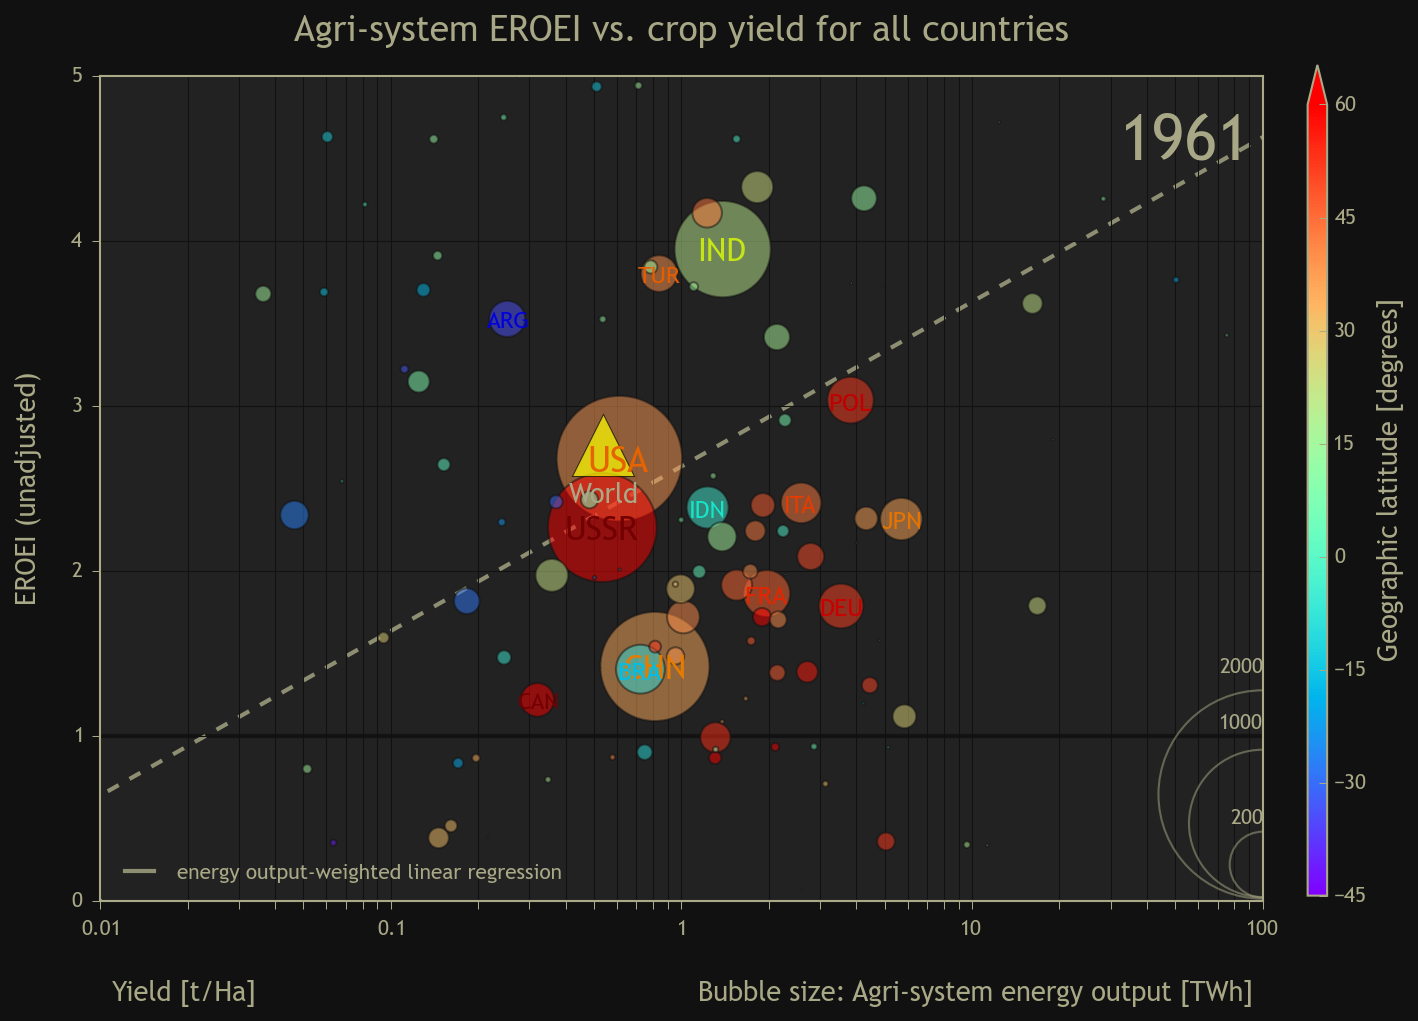 Agri-system EROEI vs. crop yield for all countries
1961
EROEI (unadjusted)
5
4
3
2
1
0
0.01
0.1
1
10
100
Yield [t/Ha]
Bubble size: Agri-system energy output [TWh]
IND
TUR
ARG
POL
USA
World
USSR
IDN
ITA
JPN
FRA
DEU
CHN
CAN
2000
1000
200
energy output-weighted linear regression
60
45
30
15
0
−15
−30
−45
Geographic latitude [degrees]